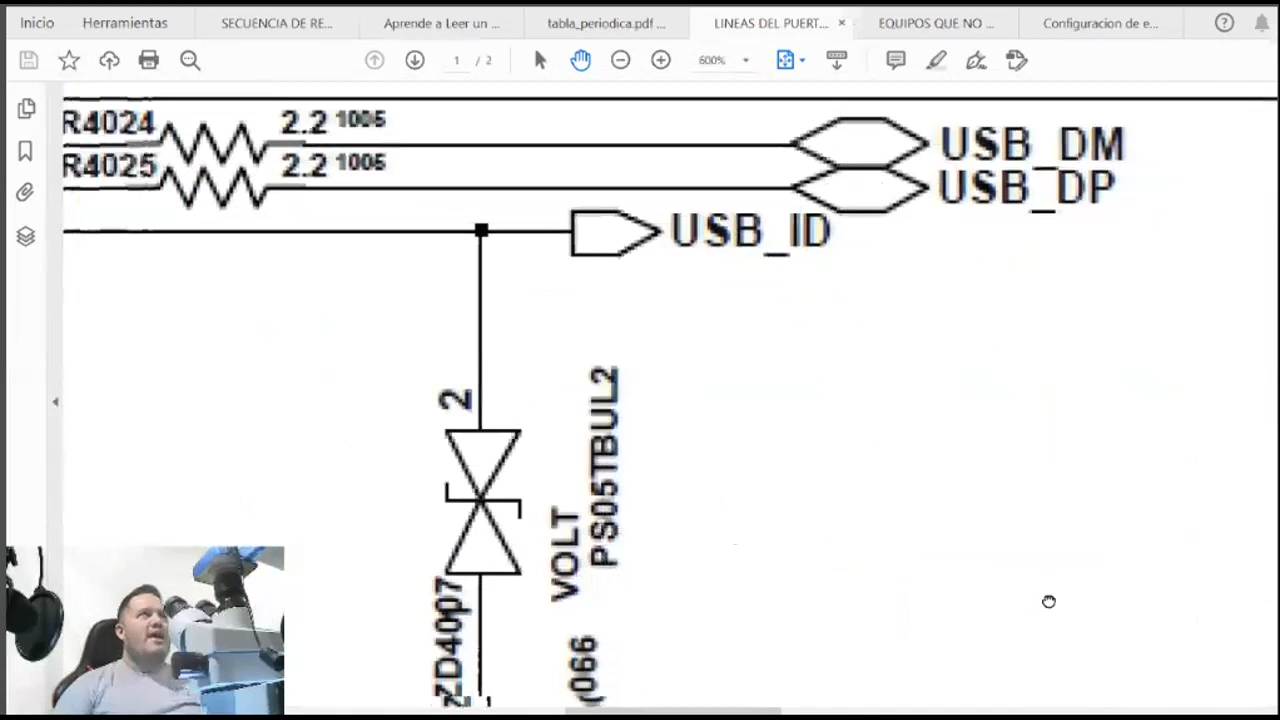 Inicio Herramientas SECUENCIA DE RE... Aprende a Leer un ... tabla_periodica.pdf ... LINEAS DEL PUERT... × EQUIPOS QUE NO ... Configuracion de e...
1 / 2 600%
R4024 2.2 1005 USB_DM
R4025 2.2 1005 USB_DP
USB_ID
2
VOLT
PS05TBUL2
ZD4007
(066